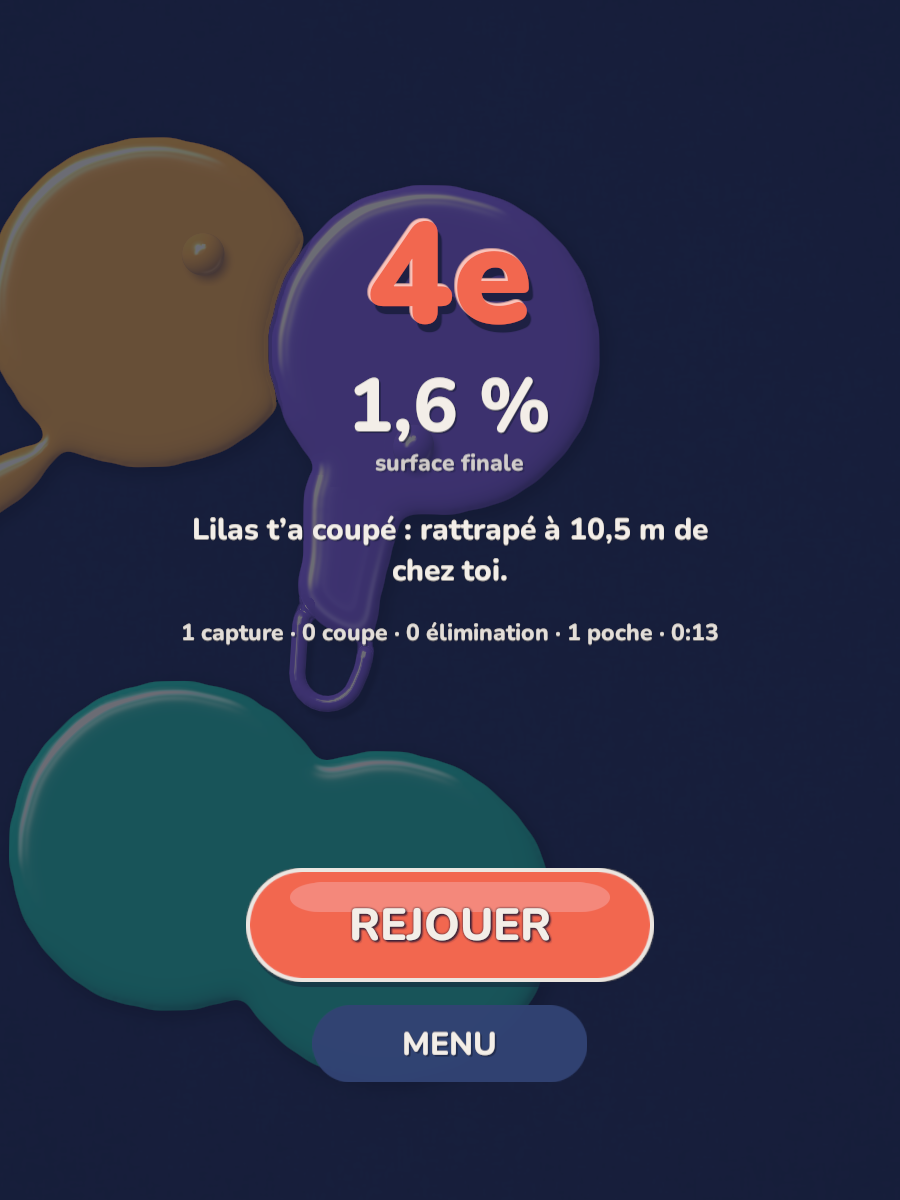 4e
1,6 %
surface finale
Lilas t’a coupé : rattrapé à 10,5 m de
chez toi.
1 capture · 0 coupe · 0 élimination · 1 poche · 0:13
REJOUER
MENU